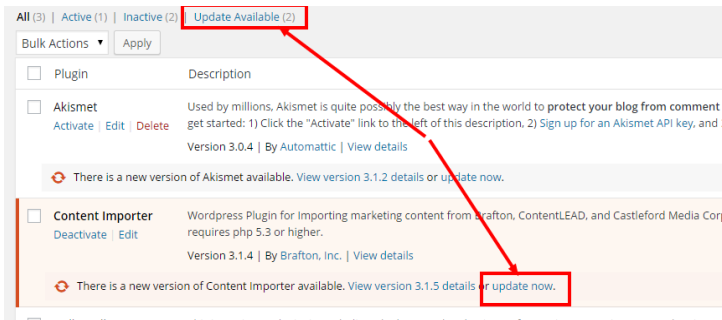 All (3) | Active (1) | Inactive (2) | Update Available (2)
Bulk Actions ▼ Apply
Plugin Description
Akismet Used by millions, Akismet is quite possibly the best way in the world to protect your blog from comment
Activate | Edit | Delete get started: 1) Click the "Activate" link to the left of this description, 2) Sign up for an Akismet API key, and
Version 3.0.4 | By Automattic | View details
There is a new version of Akismet available. View version 3.1.2 details or update now.
Content Importer Wordpress Plugin for Importing marketing content from Brafton, ContentLEAD, and Castleford Media Corp
Deactivate | Edit requires php 5.3 or higher.
Version 3.1.4 | By Brafton, Inc. | View details
There is a new version of Content Importer available. View version 3.1.5 details or update now.